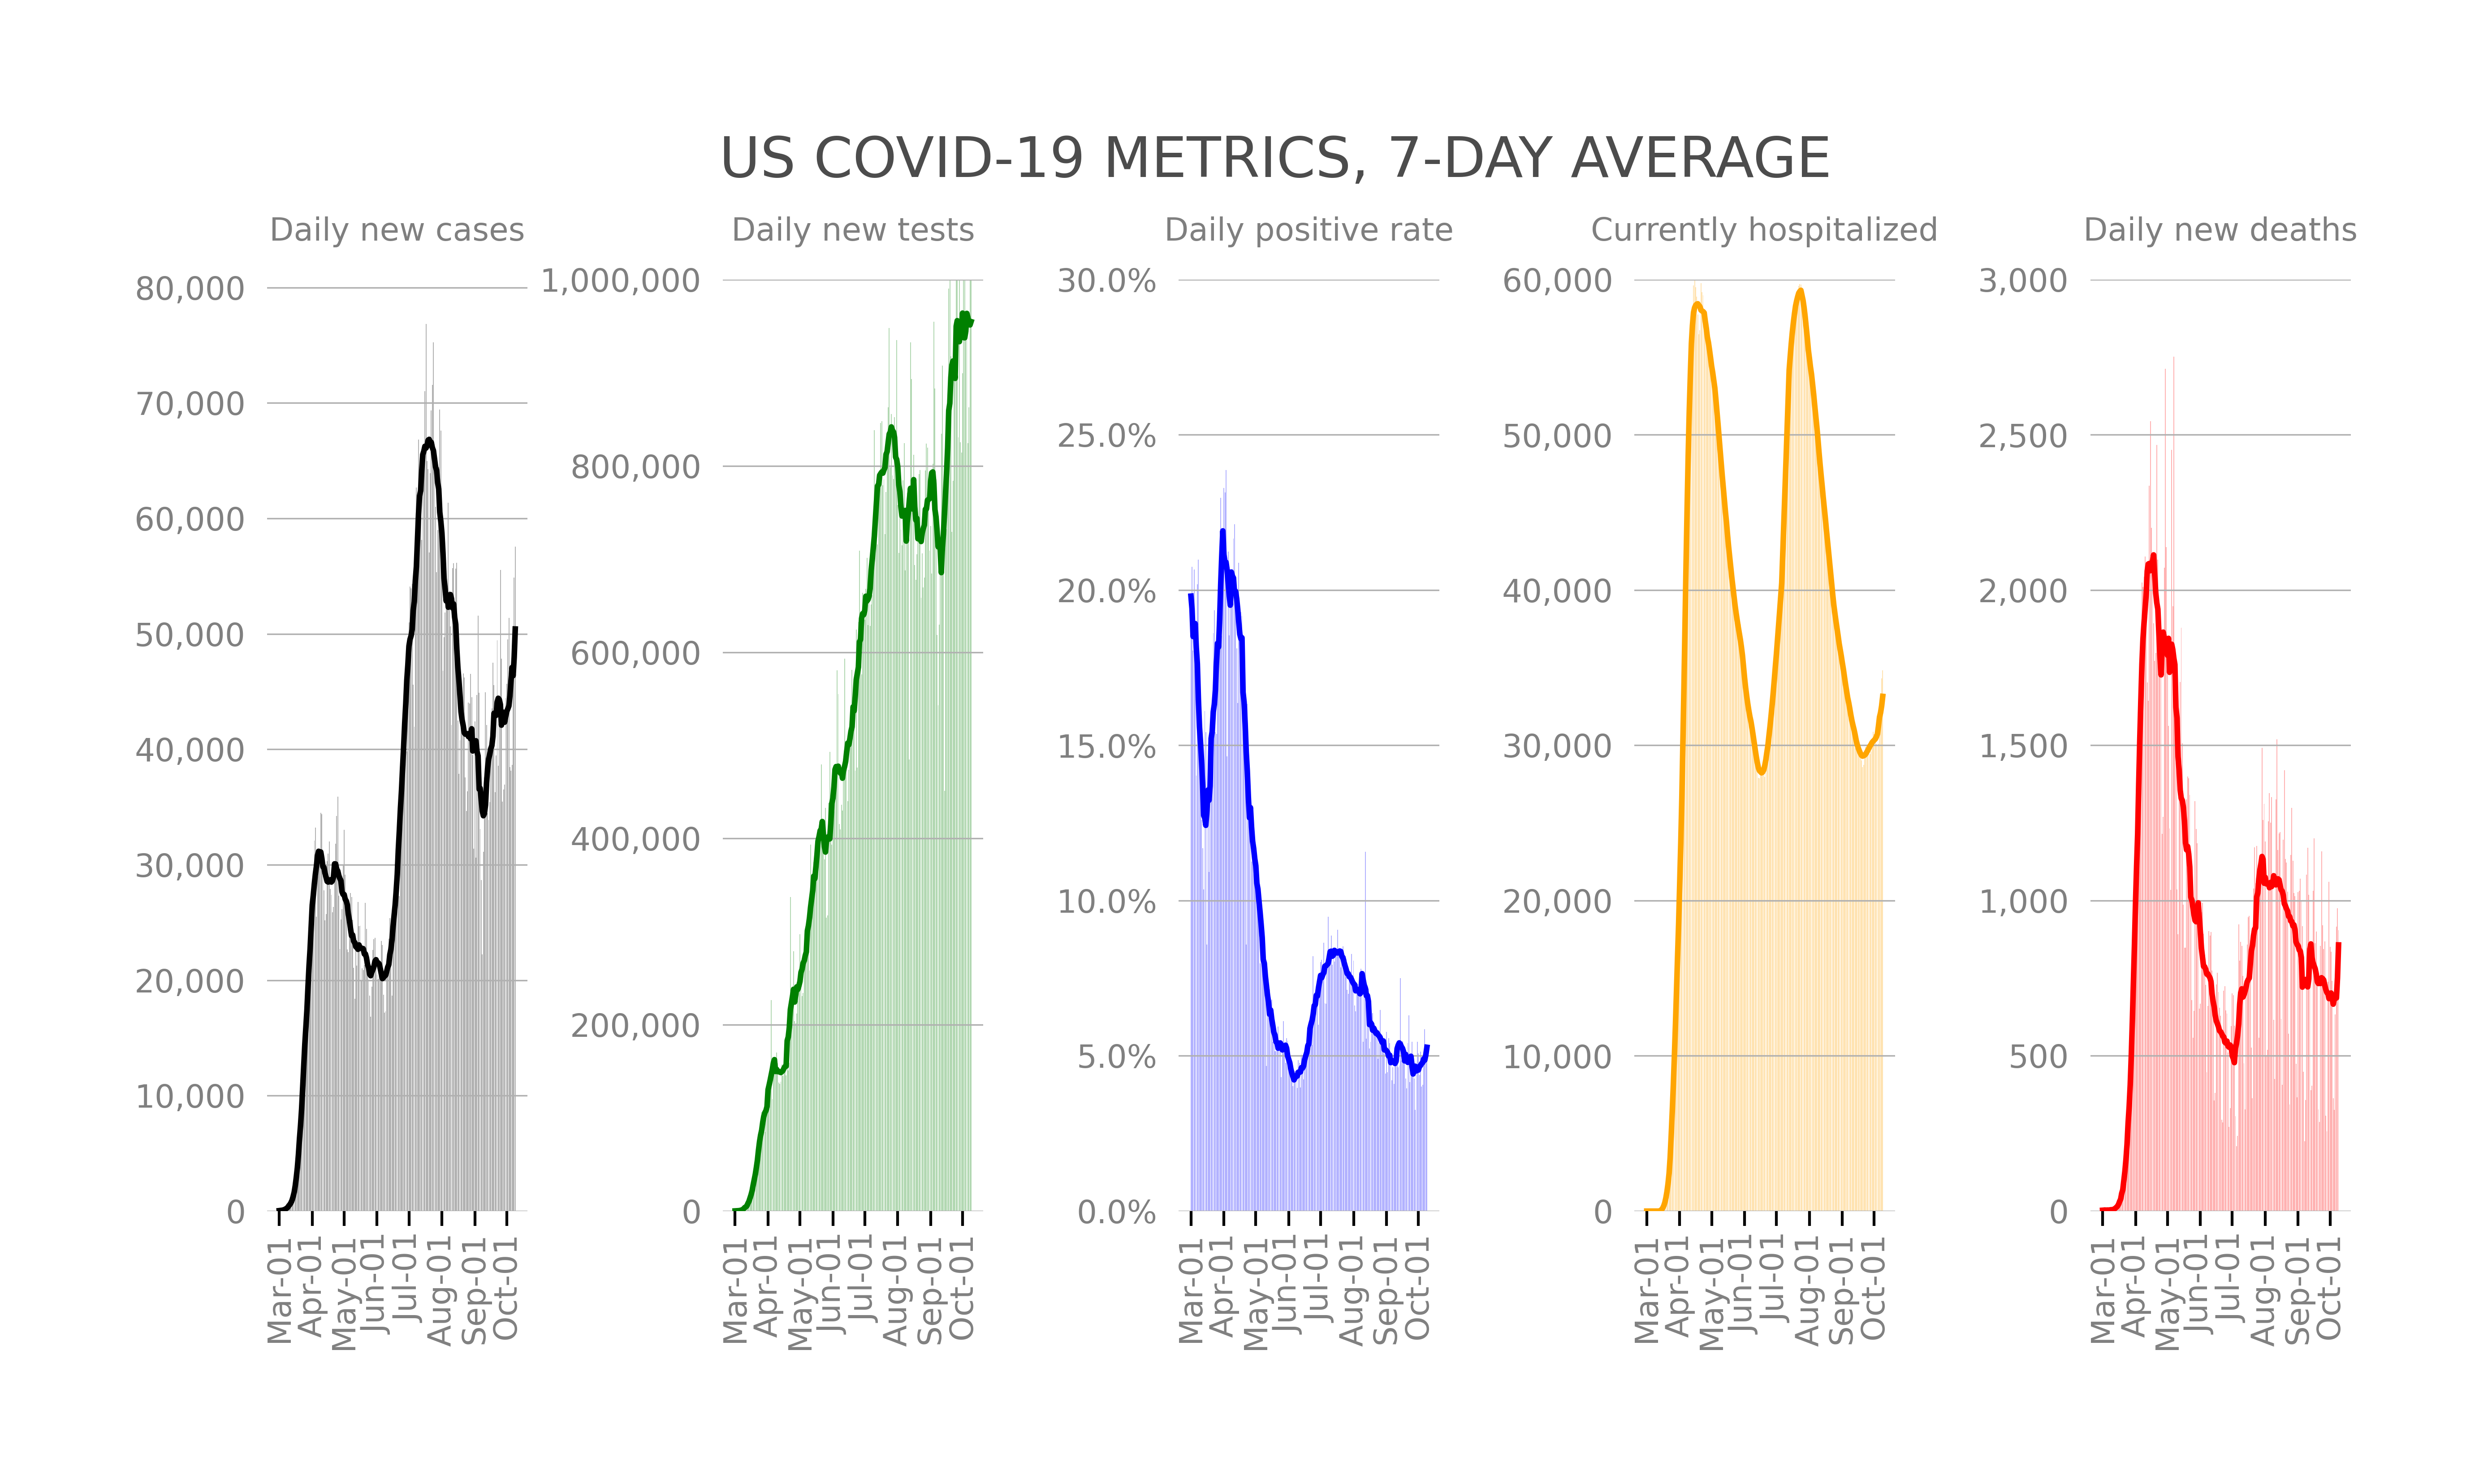 US COVID-19 METRICS, 7-DAY AVERAGE
Daily new cases
80,000
70,000
60,000
50,000
40,000
30,000
20,000
10,000
0
Mar-01
Apr-01
May-01
Jun-01
Jul-01
Aug-01
Sep-01
Oct-01
Daily new tests
1,000,000
800,000
600,000
400,000
200,000
0
Mar-01
Apr-01
May-01
Jun-01
Jul-01
Aug-01
Sep-01
Oct-01
Daily positive rate
30.0%
25.0%
20.0%
15.0%
10.0%
5.0%
0.0%
Mar-01
Apr-01
May-01
Jun-01
Jul-01
Aug-01
Sep-01
Oct-01
Currently hospitalized
60,000
50,000
40,000
30,000
20,000
10,000
0
Mar-01
Apr-01
May-01
Jun-01
Jul-01
Aug-01
Sep-01
Oct-01
Daily new deaths
3,000
2,500
2,000
1,500
1,000
500
0
Mar-01
Apr-01
May-01
Jun-01
Jul-01
Aug-01
Sep-01
Oct-01